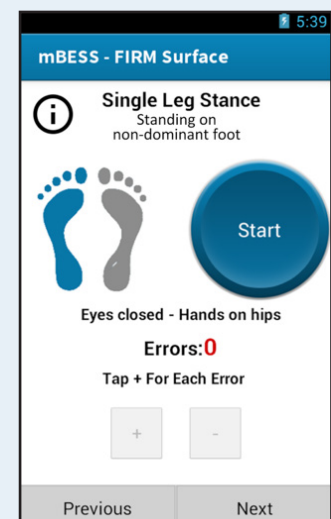 5:39
mBESS - FIRM Surface
Single Leg Stance
Standing on
non-dominant foot
Start
Eyes closed - Hands on hips
Errors:0
Tap + For Each Error
+ -
Previous Next